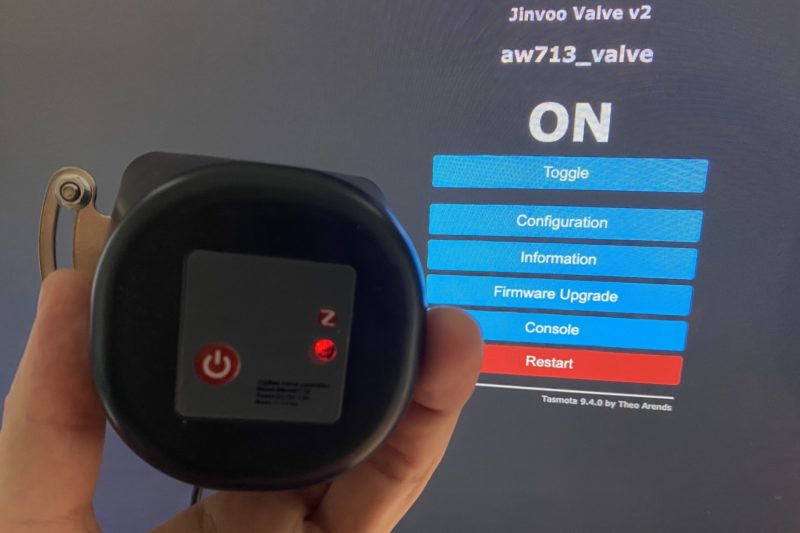 Jinvoo Valve v2
aw713_valve
ON
Toggle
Configuration
Information
Firmware Upgrade
Console
Restart
Tasmota 9.4.0 by Theo Arends
Z